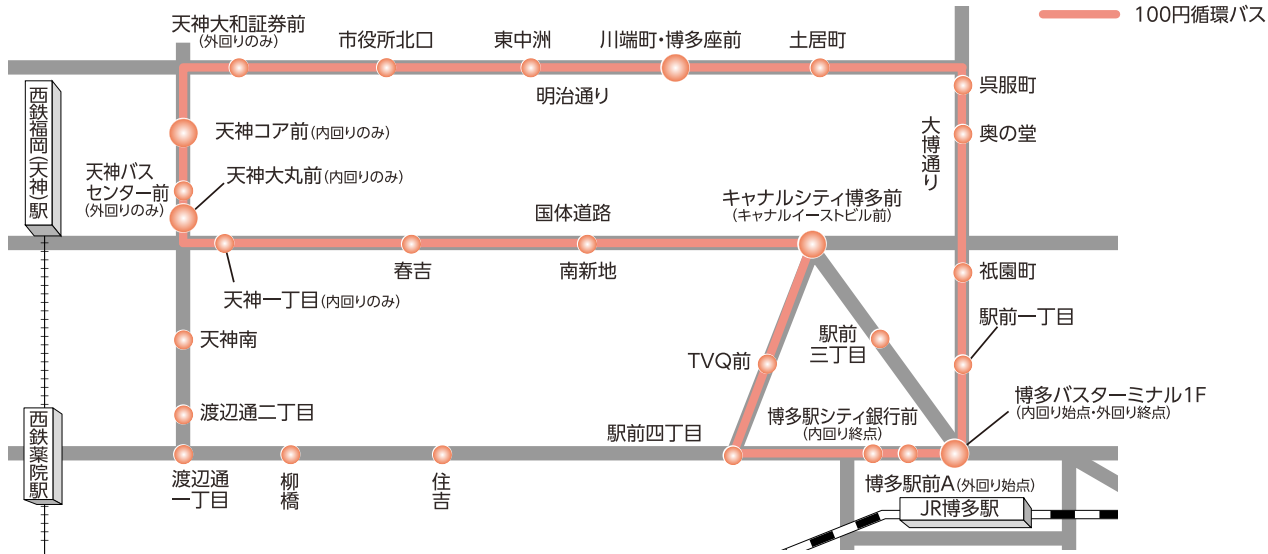 100円循環バス
天神大和証券前
(外回りのみ)
市役所北口
東中洲
川端町・博多座前
土居町
明治通り
呉服町
奥の堂
大博通り
西鉄福岡(天神)駅
天神コア前(内回りのみ)
天神バス
センター前
(外回りのみ)
天神大丸前(内回りのみ)
国体道路
キャナルシティ博多前
(キャナルイーストビル前)
春吉
南新地
祇園町
天神一丁目(内回りのみ)
駅前一丁目
天神南
駅前
三丁目
TVQ前
博多バスターミナル1F
(内回り始点・外回り終点)
渡辺通二丁目
博多駅シティ銀行前
(内回り終点)
駅前四丁目
西鉄薬院駅
渡辺通
一丁目
柳橋
住吉
博多駅前A(外回り始点)
JR博多駅